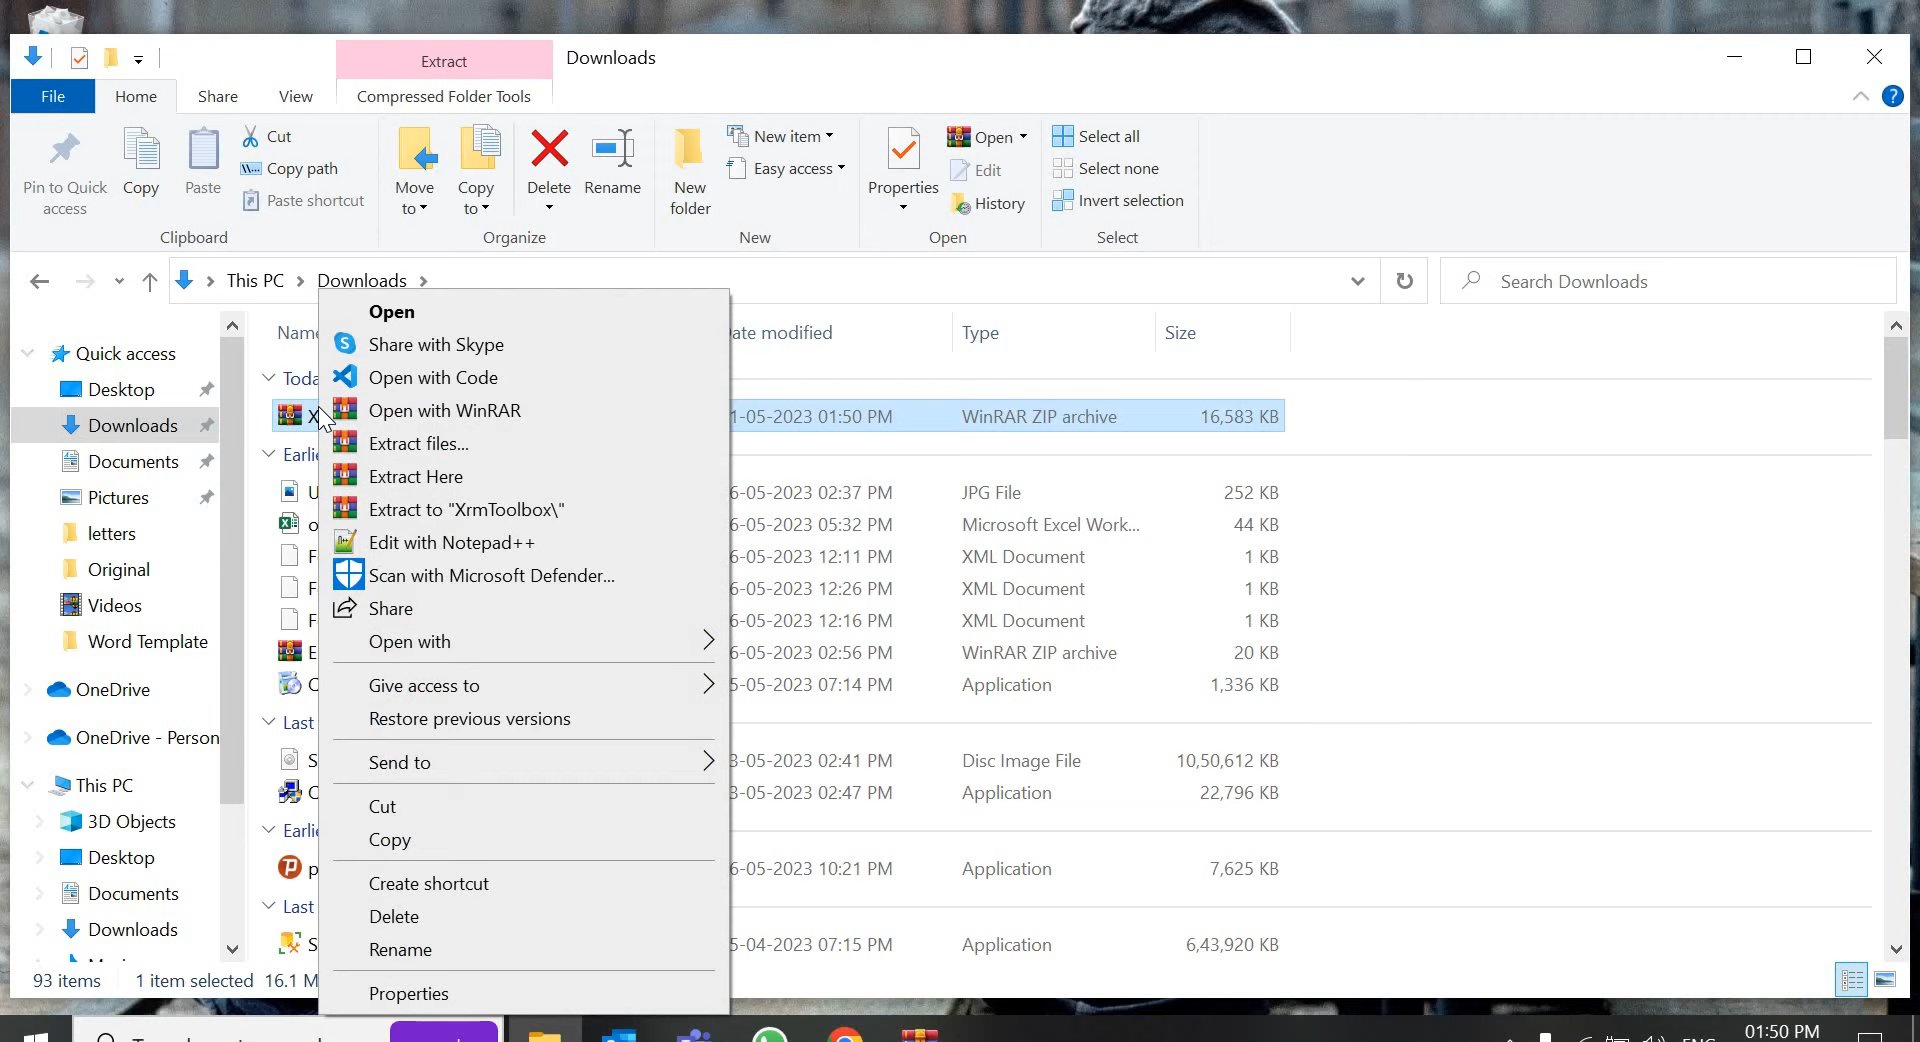 Extract
Downloads
File
Home
Share
View
Compressed Folder Tools
Pin to Quick access
Copy
Paste
Cut
Copy path
Paste shortcut
Clipboard
Move to
Copy to
Delete
Rename
Organize
New folder
New item
Easy access
New
Properties
Open
Edit
History
Open
Select all
Select none
Invert selection
Select
This PC
Downloads
Search Downloads
Quick access
Desktop
Downloads
Documents
Pictures
letters
Original
Videos
Word Template
OneDrive
OneDrive - Person
This PC
3D Objects
Desktop
Documents
Downloads
Open
Share with Skype
Open with Code
Open with WinRAR
Extract files...
Extract Here
Extract to "XrmToolbox\"
Edit with Notepad++
Scan with Microsoft Defender...
Share
Open with
Give access to
Restore previous versions
Send to
Cut
Copy
Create shortcut
Delete
Rename
Properties
Name
ate modified
Type
Size
Toda
X
1-05-2023 01:50 PM WinRAR ZIP archive 16,583 KB
Earlie
U 6-05-2023 02:37 PM JPG File 252 KB
o 6-05-2023 05:32 PM Microsoft Excel Work... 44 KB
F 6-05-2023 12:11 PM XML Document 1 KB
F 6-05-2023 12:26 PM XML Document 1 KB
F 6-05-2023 12:16 PM XML Document 1 KB
E 6-05-2023 02:56 PM WinRAR ZIP archive 20 KB
C 5-05-2023 07:14 PM Application 1,336 KB
Last
S 3-05-2023 02:41 PM Disc Image File 10,50,612 KB
C 3-05-2023 02:47 PM Application 22,796 KB
Earlie
p 6-05-2023 10:21 PM Application 7,625 KB
Last
S 5-04-2023 07:15 PM Application 6,43,920 KB
93 items
1 item selected 16.1 M
01:50 PM